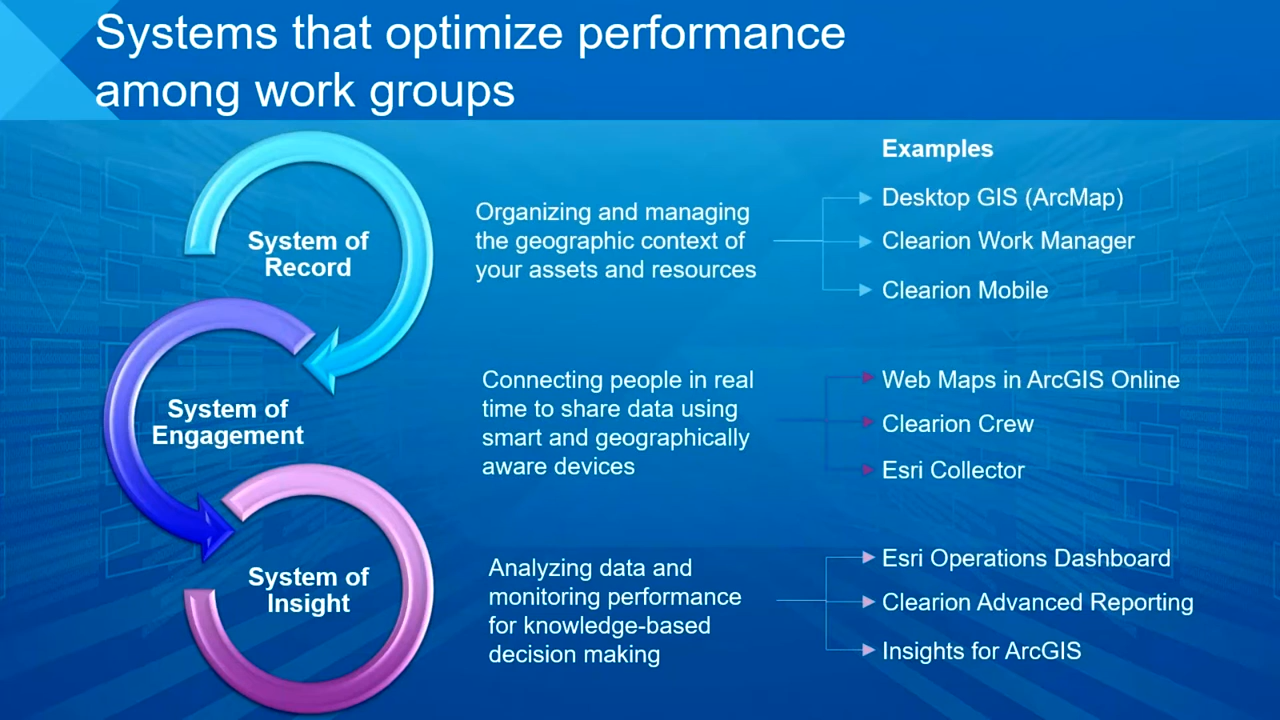 Systems that optimize performance
among work groups
Examples
System of
Record
Organizing and managing
the geographic context of
your assets and resources
Desktop GIS (ArcMap)
Clearion Work Manager
Clearion Mobile
System of
Engagement
Connecting people in real
time to share data using
smart and geographically
aware devices
Web Maps in ArcGIS Online
Clearion Crew
Esri Collector
System of
Insight
Analyzing data and
monitoring performance
for knowledge-based
decision making
Esri Operations Dashboard
Clearion Advanced Reporting
Insights for ArcGIS